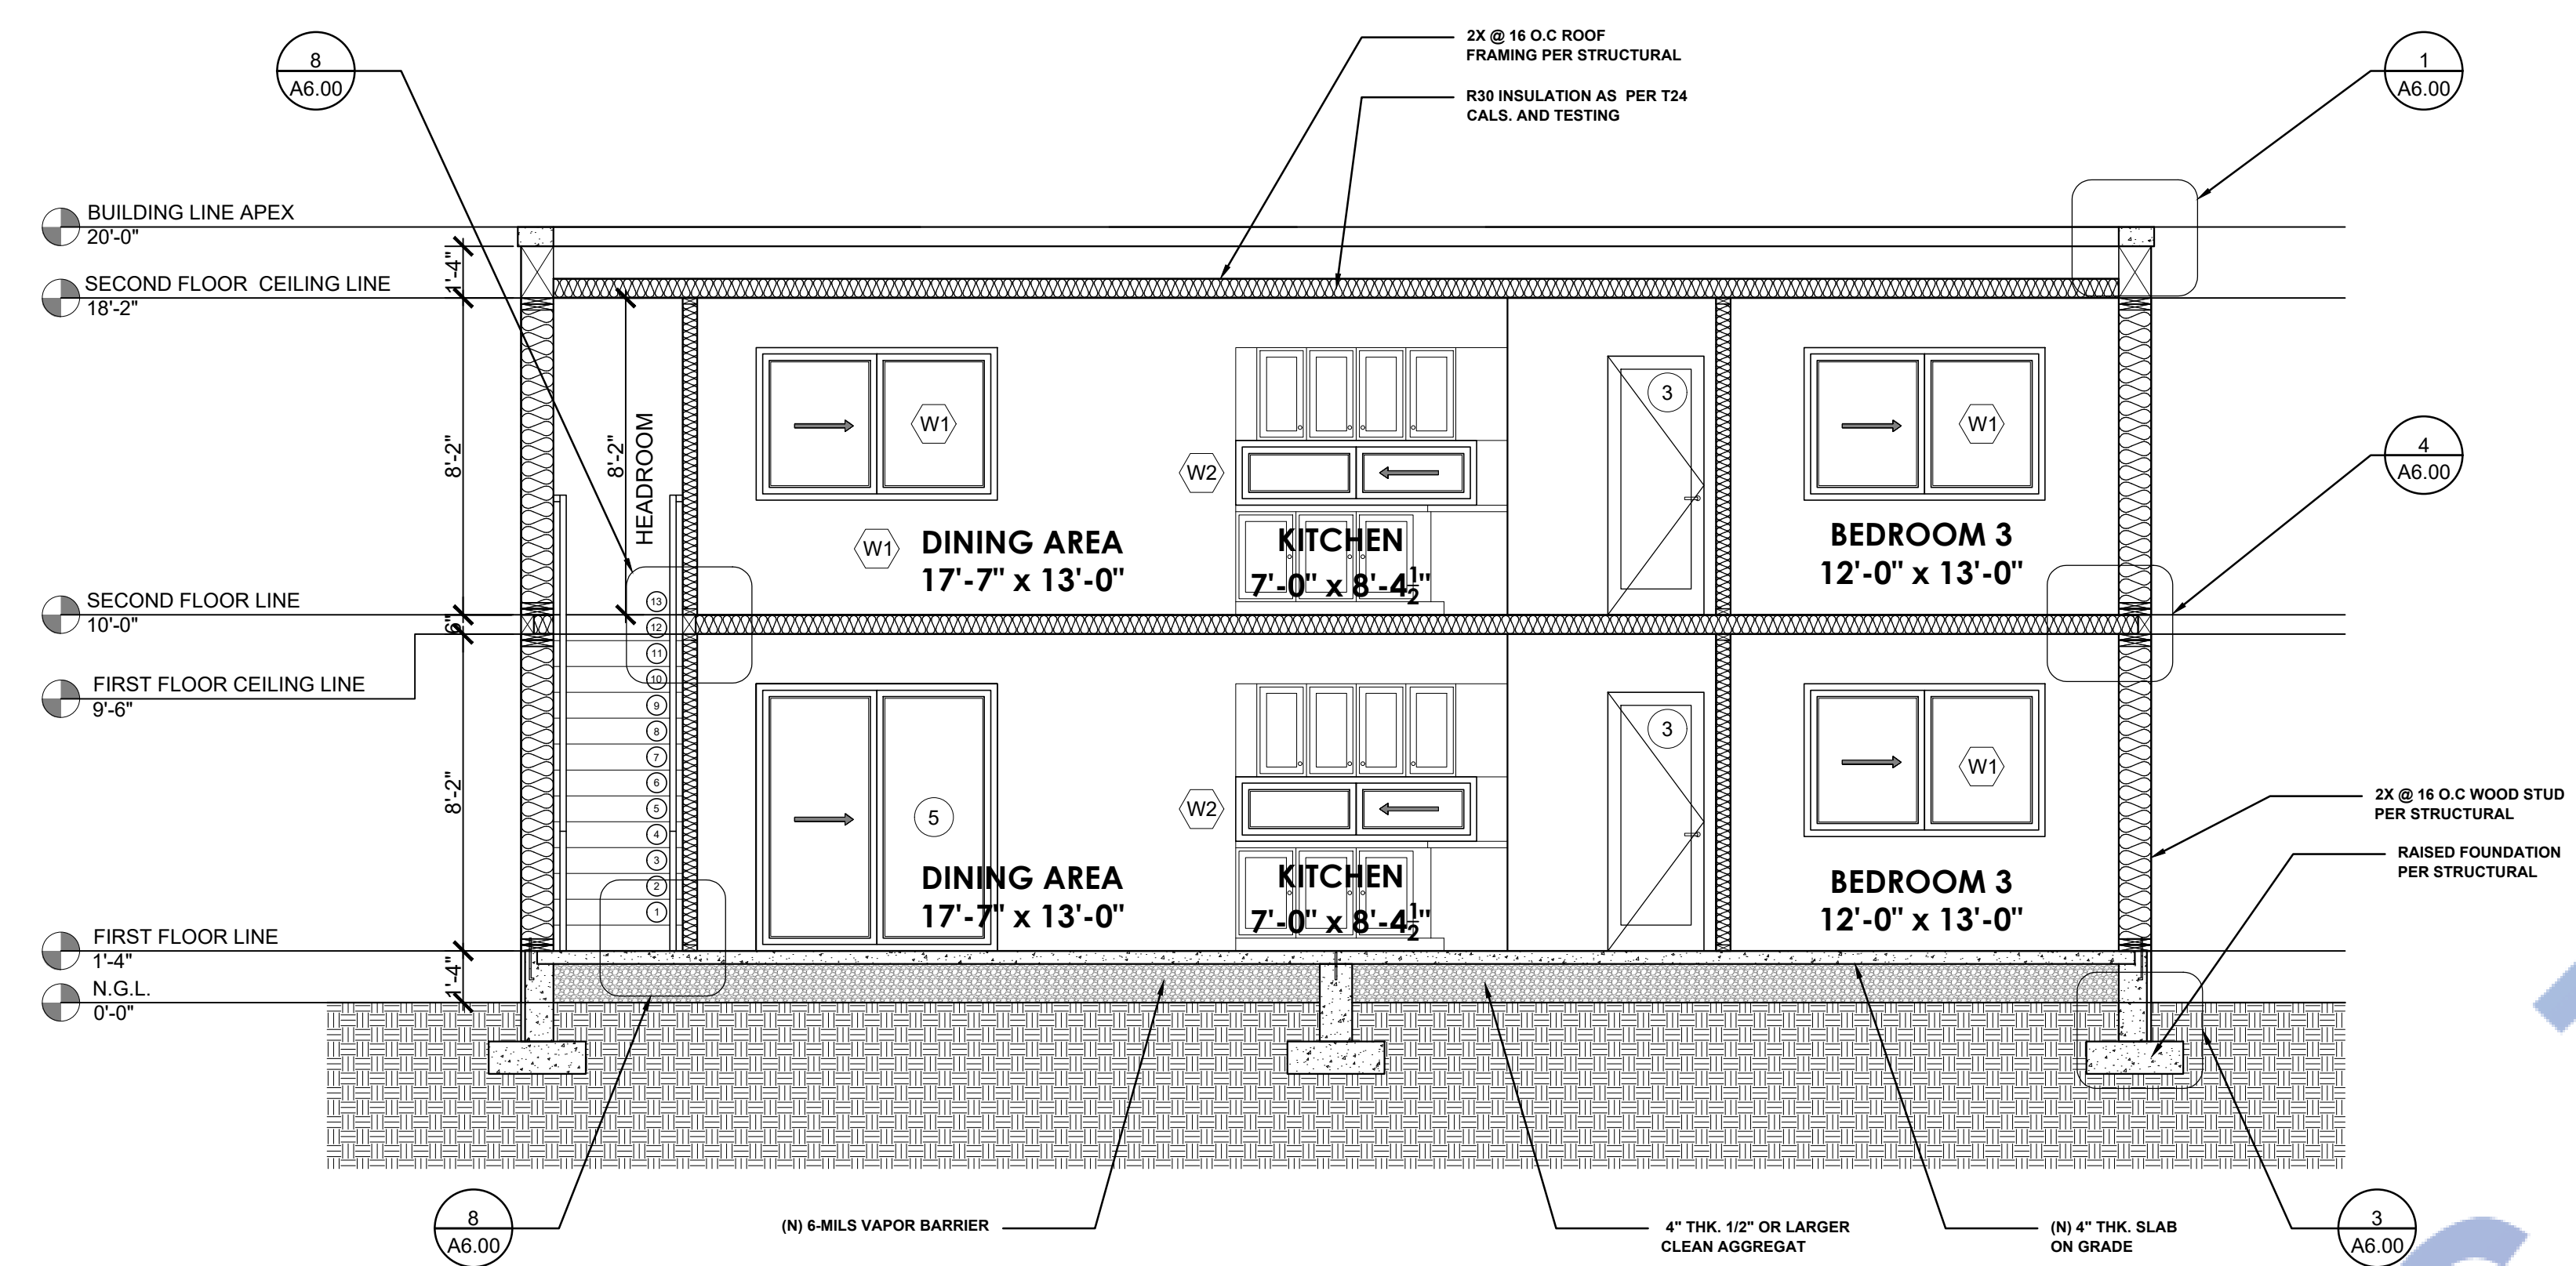 8
A6.00
2X @ 16 O.C ROOF
FRAMING PER STRUCTURAL
R30 INSULATION AS  PER T24
CALS. AND TESTING
1
A6.00
BUILDING LINE APEX
20'-0"
1'-4"
SECOND FLOOR  CEILING LINE
18'-2"
8'-2"
8'-2"
HEADROOM
W1
W2
3
W1
4
A6.00
W1
DINING AREA
17'-7" x 13'-0"
KITCHEN
7'-0" x 8'-4½"
BEDROOM 3
12'-0" x 13'-0"
SECOND FLOOR LINE
10'-0"
6"
FIRST FLOOR CEILING LINE
9'-6"
13
12
11
10
9
8
7
6
5
4
3
2
1
8'-2"
5
W2
3
W1
2X @ 16 O.C WOOD STUD
PER STRUCTURAL
RAISED FOUNDATION
PER STRUCTURAL
DINING AREA
17'-7" x 13'-0"
KITCHEN
7'-0" x 8'-4½"
BEDROOM 3
12'-0" x 13'-0"
FIRST FLOOR LINE
1'-4"
1'-4"
N.G.L.
0'-0"
8
A6.00
(N) 6-MILS VAPOR BARRIER
4" THK. 1/2" OR LARGER
CLEAN AGGREGAT
(N) 4" THK. SLAB
ON GRADE
3
A6.00